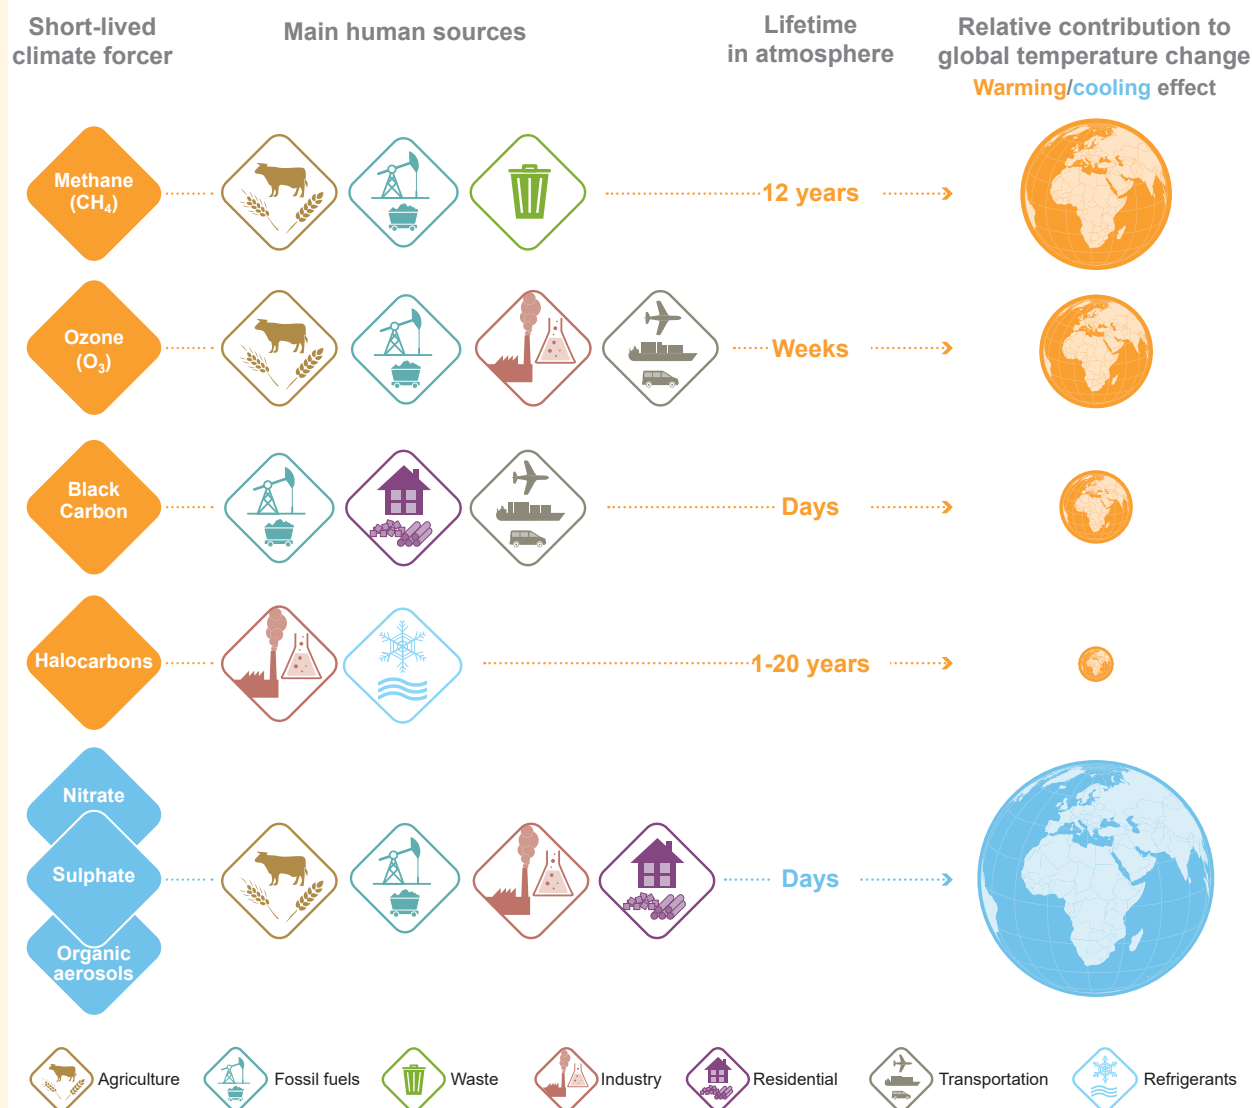 Short-lived
climate forcer
Main human sources
Lifetime
in atmosphere
Relative contribution to
global temperature change
Warming/cooling effect
Methane
(CH₄)
12 years
Ozone
(O₃)
Weeks
Black
Carbon
Days
Halocarbons
1-20 years
Nitrate
Sulphate
Days
Organic
aerosols
Agriculture
Fossil fuels
Waste
Industry
Residential
Transportation
Refrigerants